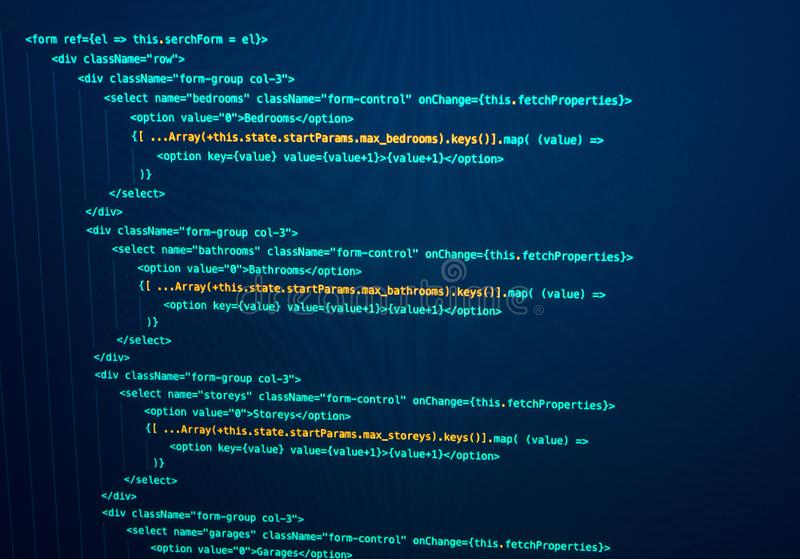 <form ref={el => this.serchForm = el}>
<div className="row">
<div className="form-group col-3">
<select name="bedrooms" className="form-control" onChange={this.fetchProperties}>
<option value="0">Bedrooms</option>
{[ ...Array(+this.state.startParams.max_bedrooms).keys()].map( (value) =>
<option key={value} value={value+1}>{value+1}</option>
)}
</select>
</div>
<div className="form-group col-3">
<select name="bathrooms" className="form-control" onChange={this.fetchProperties}>
<option value="0">Bathrooms</option>
{[ ...Array(+this.state.startParams.max_bathrooms).keys()].map( (value) =>
dreamstime®
<option key={value} value={value+1}>{value+1}</option>
)}
</select>
</div>
<div className="form-group col-3">
<select name="storeys" className="form-control" onChange={this.fetchProperties}>
<option value="0">Storeys</option>
{[ ...Array(+this.state.startParams.max_storeys).keys()].map( (value) =>
<option key={value} value={value+1}>{value+1}</option>
)}
</select>
</div>
<div className="form-group col-3">
<select name="garages" className="form-control" onChange={this.fetchProperties}>
<option value="0">Garages</option>